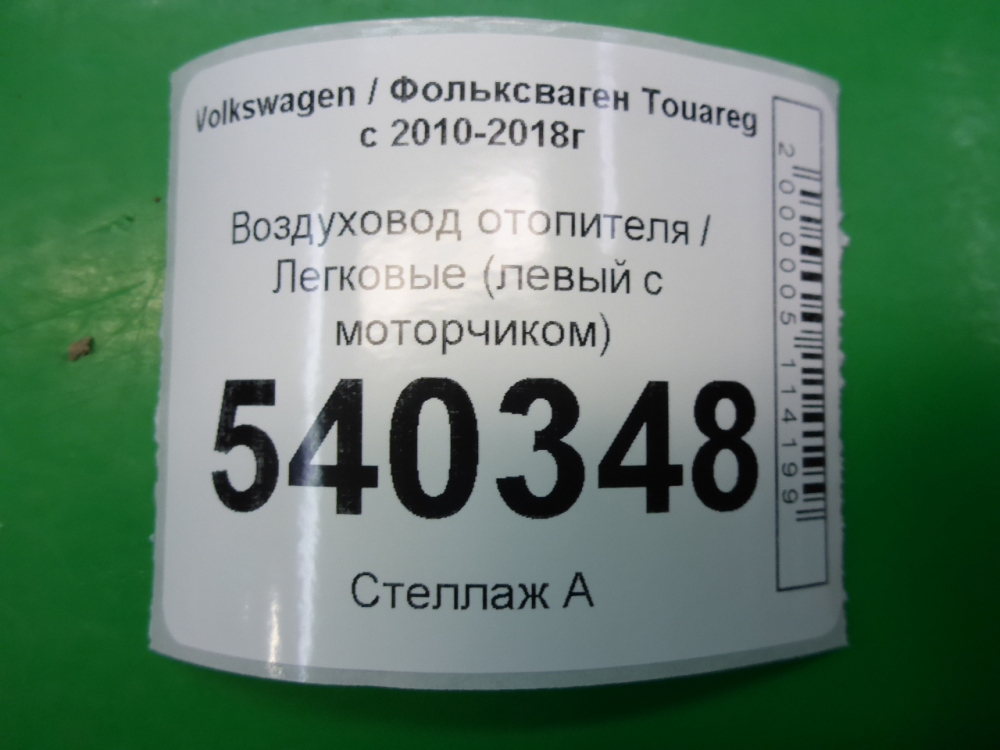 Volkswagen / Фольксваген Touareg
с 2010-2018г
Воздуховод отопителя /
Легковые (левый с
моторчиком)
540348
Стеллаж А
2000005114199